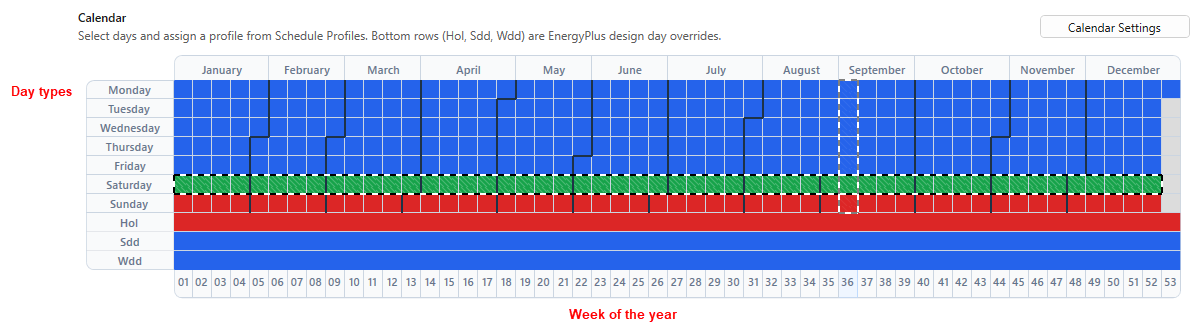 Calendar
Select days and assign a profile from Schedule Profiles. Bottom rows (Hol, Sdd, Wdd) are EnergyPlus design day overrides.
Calendar Settings
January February March April May June July August September October November December
Day types
Monday
Tuesday
Wednesday
Thursday
Friday
Saturday
Sunday
Hol
Sdd
Wdd
01 02 03 04 05 06 07 08 09 10 11 12 13 14 15 16 17 18 19 20 21 22 23 24 25 26 27 28 29 30 31 32 33 34 35 36 37 38 39 40 41 42 43 44 45 46 47 48 49 50 51 52 53
Week of the year